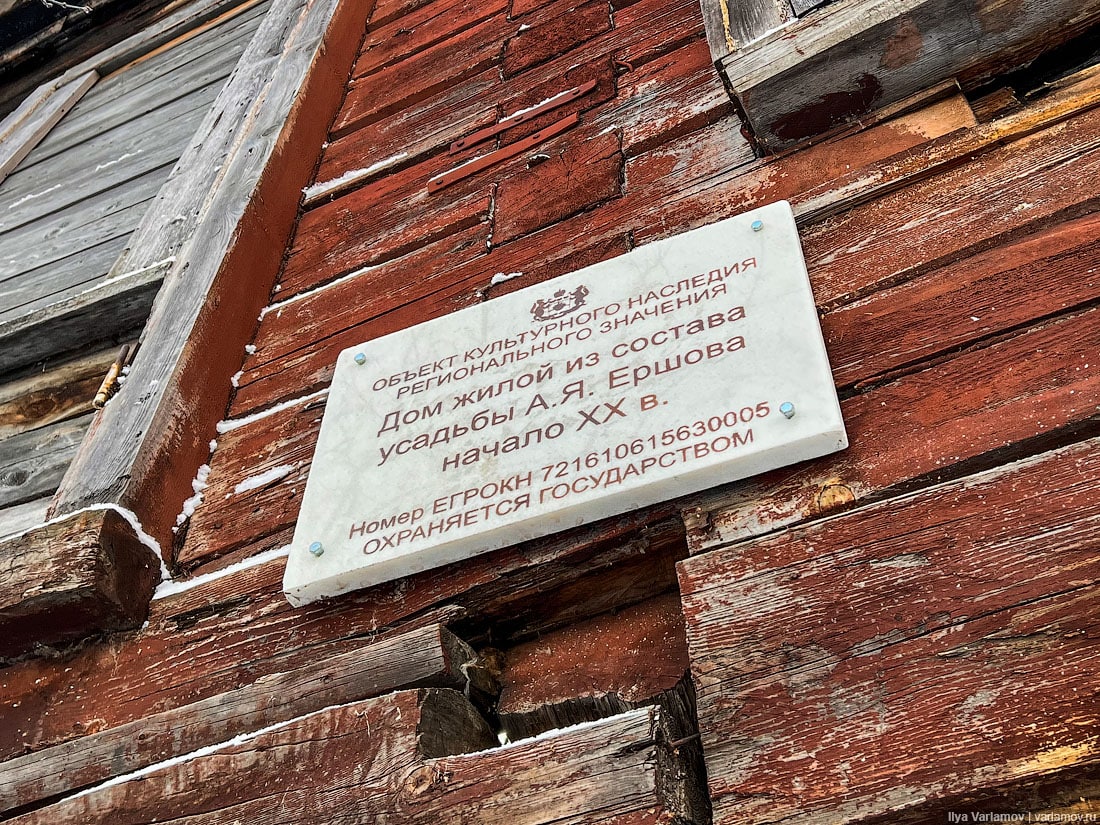 ОБЪЕКТ КУЛЬТУРНОГО НАСЛЕДИЯ
РЕГИОНАЛЬНОГО ЗНАЧЕНИЯ
Дом жилой из состава
усадьбы А.Я. Ершова
начало XX в.
Номер ЕГРОКН 721610615630005
ОХРАНЯЕТСЯ ГОСУДАРСТВОМ
Ilya Varlamov | varlamov.ru